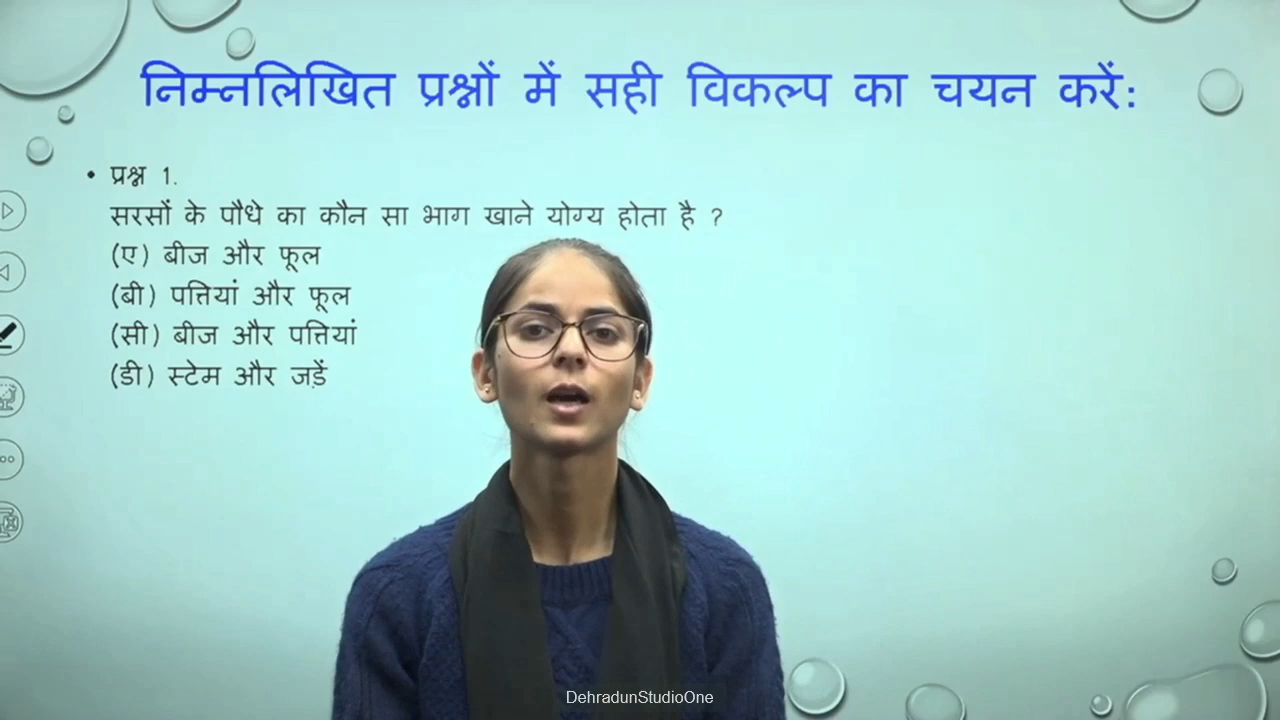 निम्नलिखित प्रश्नों में सही विकल्प का चयन करें:
• प्रश्न 1.
सरसों के पौधे का कौन सा भाग खाने योग्य होता है ?
(ए) बीज और फूल
(बी) पत्तियां और फूल
(सी) बीज और पत्तियां
(डी) स्टेम और जड़ें
DehradunStudioOne